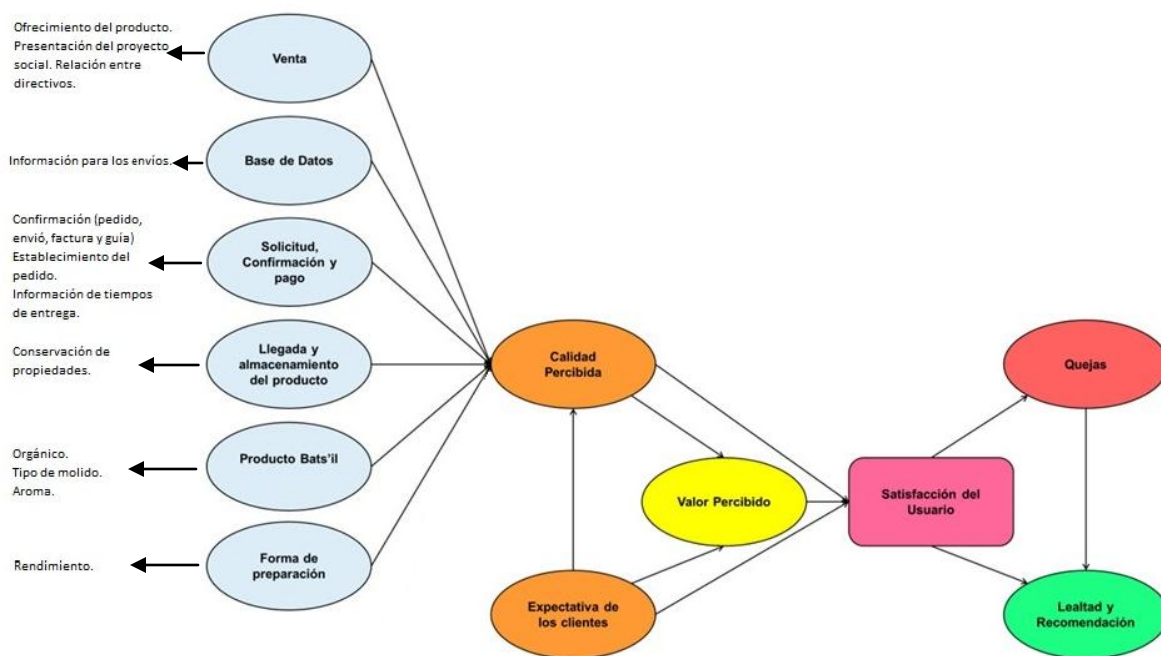 Ofrecimiento del producto.
Presentación del proyecto
social. Relación entre
directivos.
Venta
Información para los envíos.
Base de Datos
Confirmación (pedido,
envió, factura y guía)
Establecimiento del
pedido.
Información de tiempos
de entrega.
Solicitud,
Confirmación y
pago
Conservación de
propiedades.
Llegada y
almacenamiento
del producto
Orgánico.
Tipo de molido.
Aroma.
Producto Bats'il
Rendimiento.
Forma de
preparación
Calidad
Percibida
Valor Percibido
Expectativa de
los clientes
Satisfacción del
Usuario
Quejas
Lealtad y
Recomendación